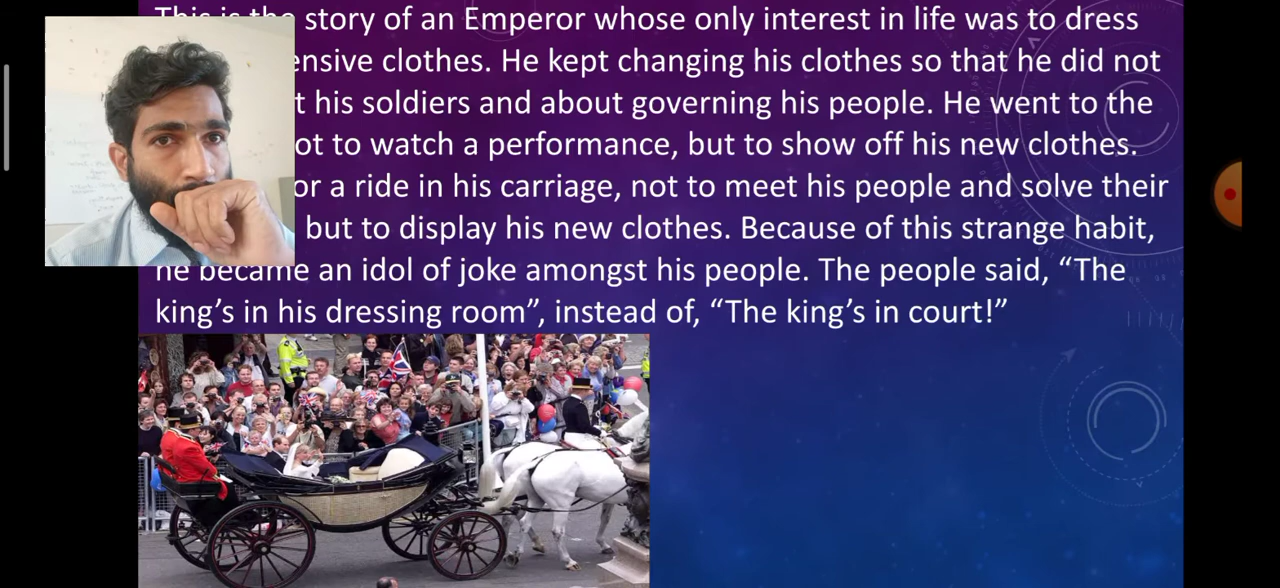 This is the story of an Emperor whose only interest in life was to dress
ensive clothes. He kept changing his clothes so that he did not
t his soldiers and about governing his people. He went to the
ot to watch a performance, but to show off his new clothes.
or a ride in his carriage, not to meet his people and solve their
but to display his new clothes. Because of this strange habit,
he became an idol of joke amongst his people. The people said, “The
king’s in his dressing room”, instead of, “The king’s in court!”